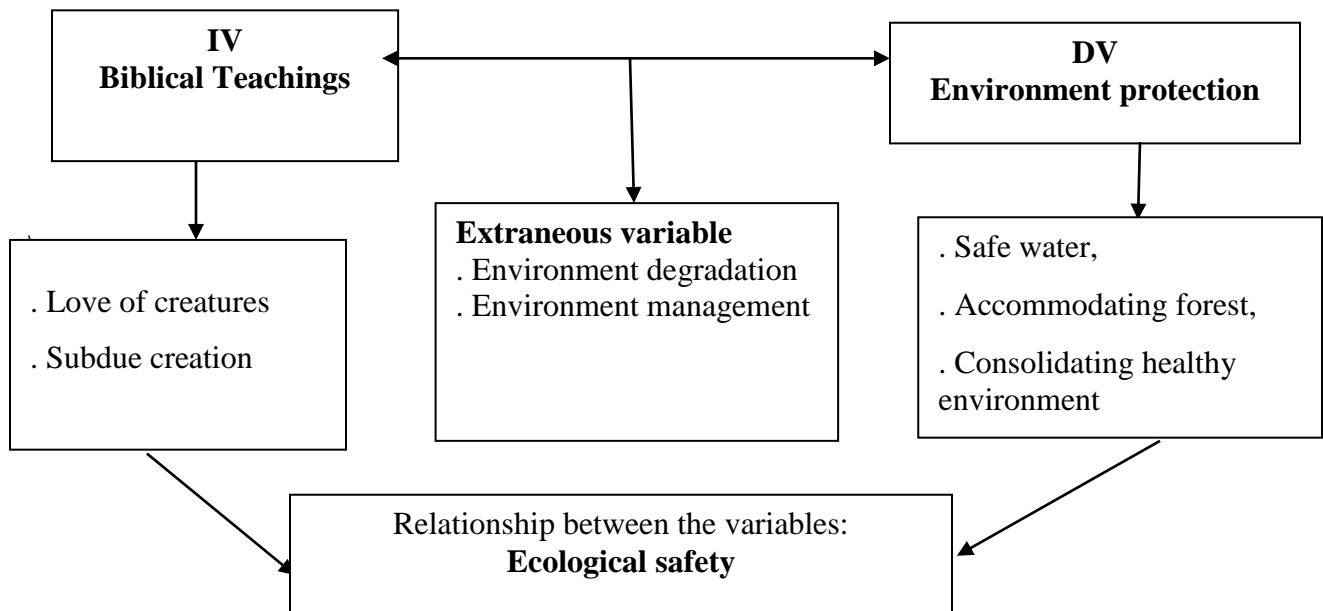 IV
Biblical Teachings
DV
Environment protection
. Love of creatures
. Subdue creation
Extraneous variable
. Environment degradation
. Environment management
. Safe water,
. Accommodating forest,
. Consolidating healthy
environment
Relationship between the variables:
Ecological safety